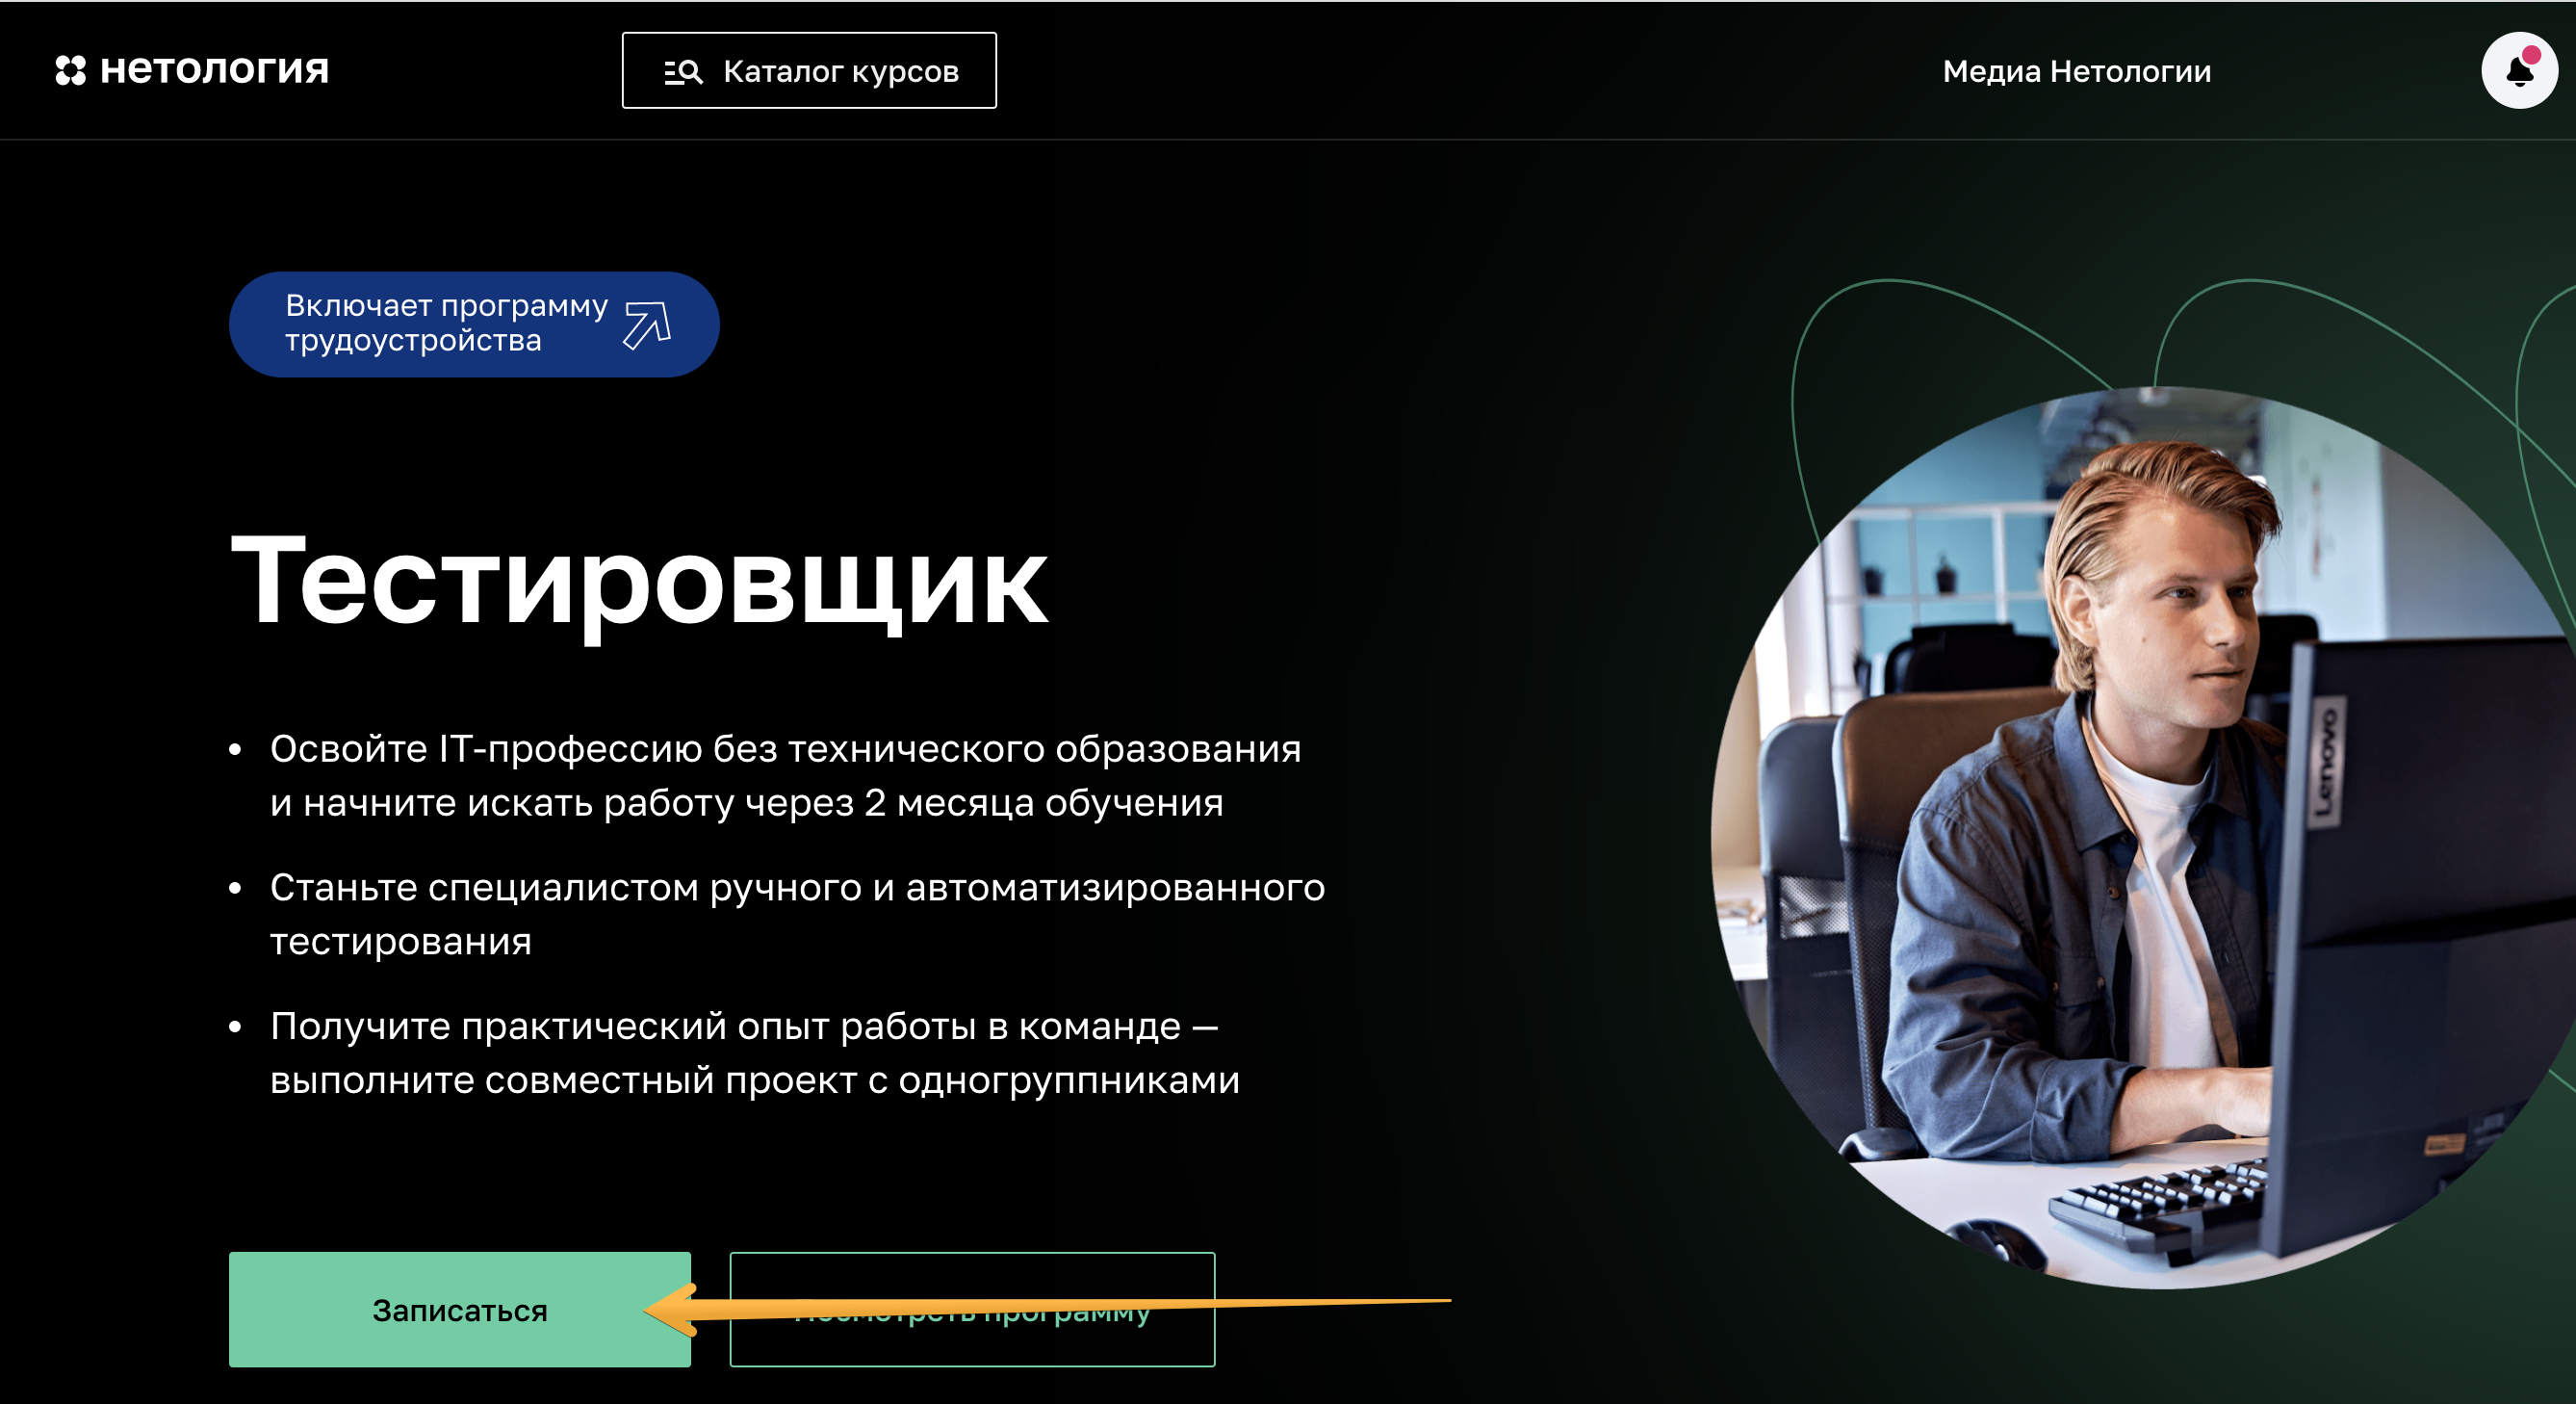 нетология
Каталог курсов
Медиа Нетологии
Включает программу
трудоустройства
Тестировщик
• Освойте IT-профессию без технического образования
и начните искать работу через 2 месяца обучения
• Станьте специалистом ручного и автоматизированного
тестирования
• Получите практический опыт работы в команде —
выполните совместный проект с одногруппниками
Записаться
Посмотреть программу
Lenovo